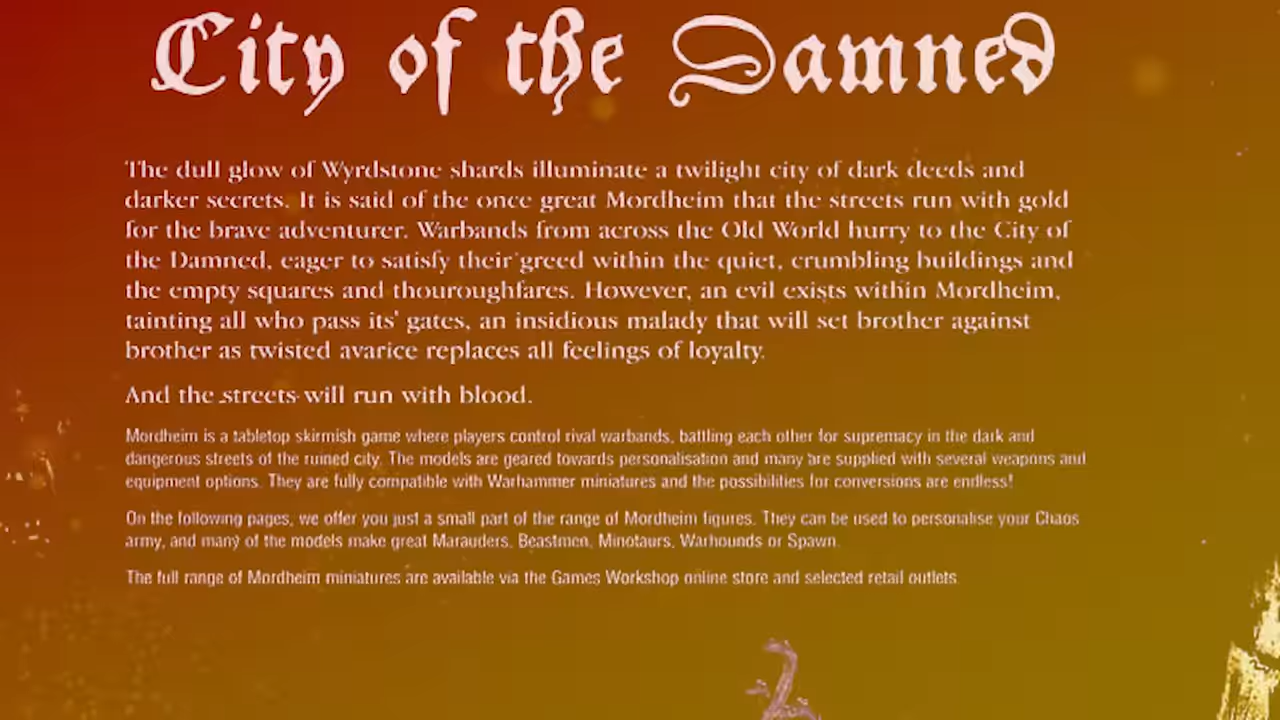 City of the Damned
The dull glow of Wyrdstone shards illuminate a twilight city of dark deeds and
darker secrets. It is said of the once great Mordheim that the streets run with gold
for the brave adventurer. Warbands from across the Old World hurry to the City of
the Damned, eager to satisfy their greed within the quiet, crumbling buildings and
the empty squares and thouroughfares. However, an evil exists within Mordheim,
tainting all who pass its' gates, an insidious malady that will set brother against
brother as twisted avarice replaces all feelings of loyalty.
And the streets will run with blood.
Mordheim is a tabletop skirmish game where players control rival warbands, battling each other for supremacy in the dark and
dangerous streets of the ruined city. The models are geared towards personalisation and many are supplied with several weapons and
equipment options. They are fully compatible with Warhammer miniatures and the possibilities for conversions are endless!
On the following pages, we offer you just a small part of the range of Mordheim figures. They can be used to personalise your Chaos
army, and many of the models make great Marauders, Beastmen, Minotaurs, Warhounds or Spawn.
The full range of Mordheim miniatures are available via the Games Workshop online store and selected retail outlets.